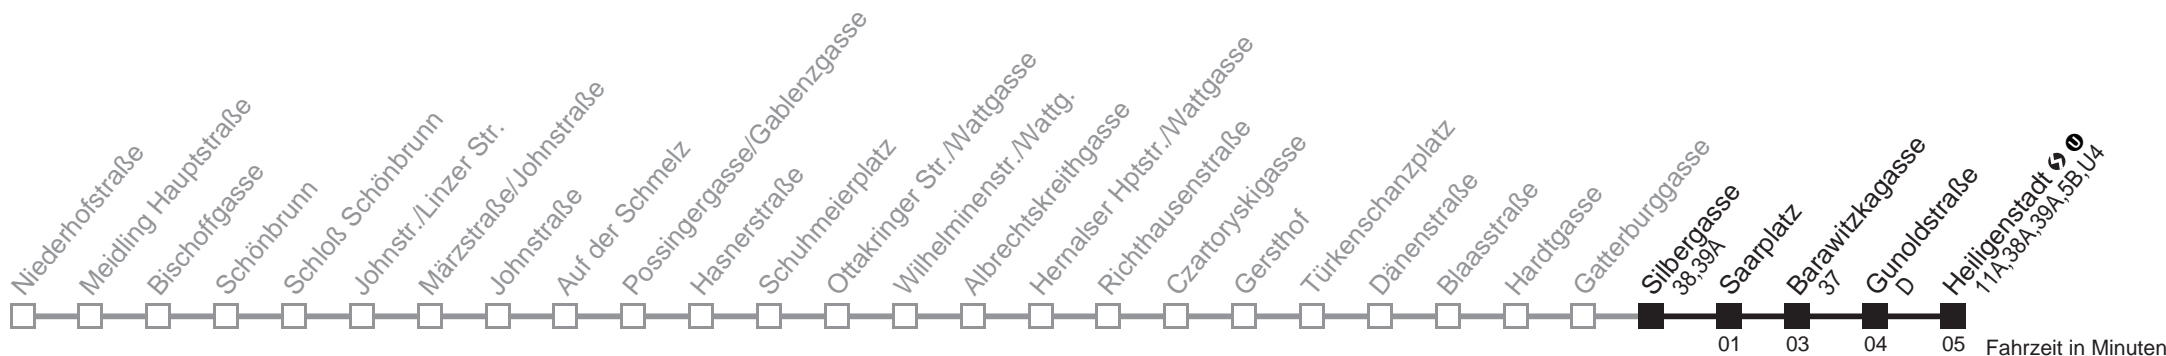 Niederhofstraße
Meidling Hauptstraße
Bischoffgasse
Schönbrunn
Schloß Schönbrunn
Johnstr./Linzer Str.
Märzstraße/Johnstraße
Johnstraße
Auf der Schmelz
Possingergasse/Gablenzgasse
Hasnerstraße
Schuhmeierplatz
Ottakringer Str./Wattgasse
Wilhelminenstr./Wattg.
Albrechtskreithgasse
Hernalser Hptstr./Wattgasse
Richthausenstraße
Czartoryskigasse
Gersthof
Türkenschanzplatz
Dänenstraße
Blaasstraße
Hardtgasse
Gatterburggasse
Silbergasse
38,39A
Saarplatz
Barawitzkagasse
37
Gunoldstraße
D
Heiligenstadt S U
11A,38A,39A,5B,U4
01 03 04 05 Fahrzeit in Minuten